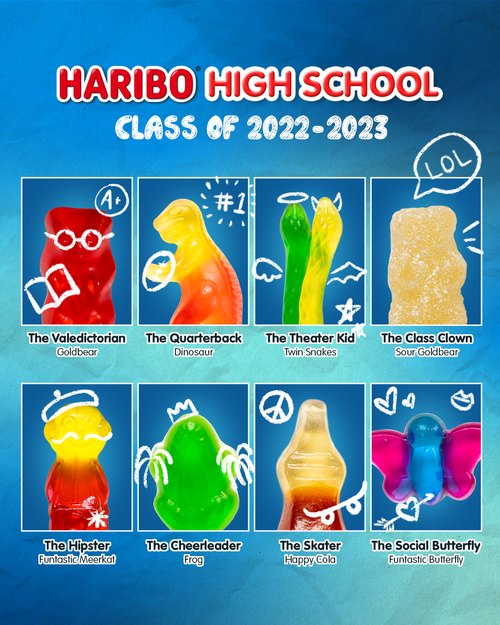 HARIBO® HIGH SCHOOL
CLASS OF 2022-2023
LOL
A+
#1
The Valedictorian
Goldbear
The Quarterback
Dinosaur
The Theater Kid
Twin Snakes
The Class Clown
Sour Goldbear
The Hipster
Funtastic Meerkat
The Cheerleader
Frog
The Skater
Happy Cola
The Social Butterfly
Funtastic Butterfly